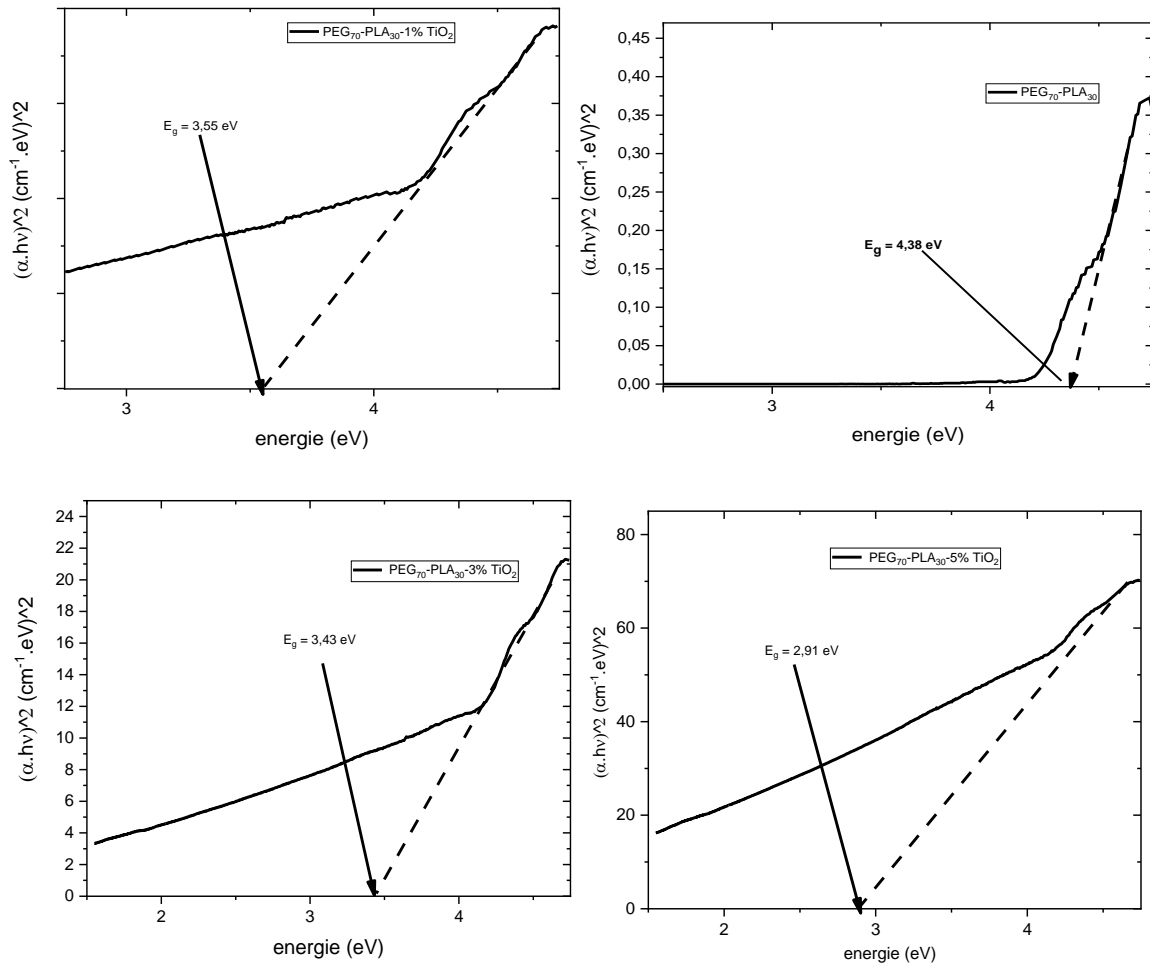 PEG₇₀-PLA₃₀-1% TiO₂
E_g = 3,55 eV
(α.hν)^2 (cm⁻¹.eV)^2
3
4
energie (eV)
0,45
0,40
0,35
0,30
0,25
0,20
0,15
0,10
0,05
0,00
PEG₇₀-PLA₃₀
E_g = 4,38 eV
(α.hν)^2 (cm⁻¹.eV)^2
3
4
energie (eV)
24
22
20
18
16
14
12
10
8
6
4
2
0
PEG₇₀-PLA₃₀-3% TiO₂
E_g = 3,43 eV
(α.hν)^2 (cm⁻¹.eV)^2
2
3
4
energie (eV)
80
60
40
20
0
PEG₇₀-PLA₃₀-5% TiO₂
E_g = 2,91 eV
(α.hν)^2 (cm⁻¹.eV)^2
2
3
4
energie (eV)